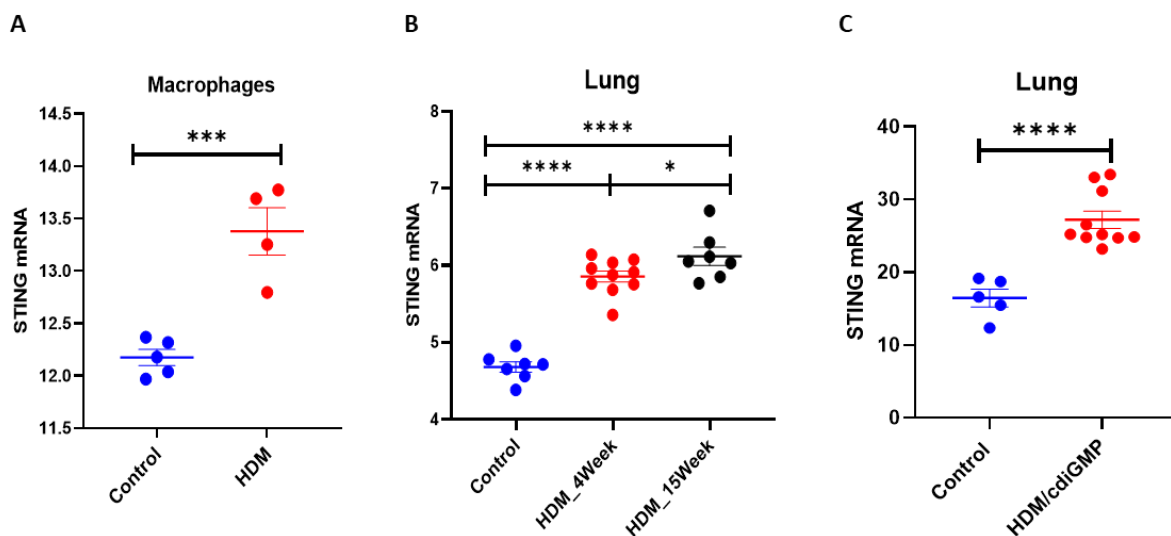 A
Macrophages
STING mRNA
14.5
14.0
13.5
13.0
12.5
12.0
11.5
***
Control
HDM
B
Lung
STING mRNA
8
7
6
5
4
****
****
*
Control
HDM_4Week
HDM_15Week
C
Lung
STING mRNA
40
30
20
10
0
****
Control
HDM/cdiGMP